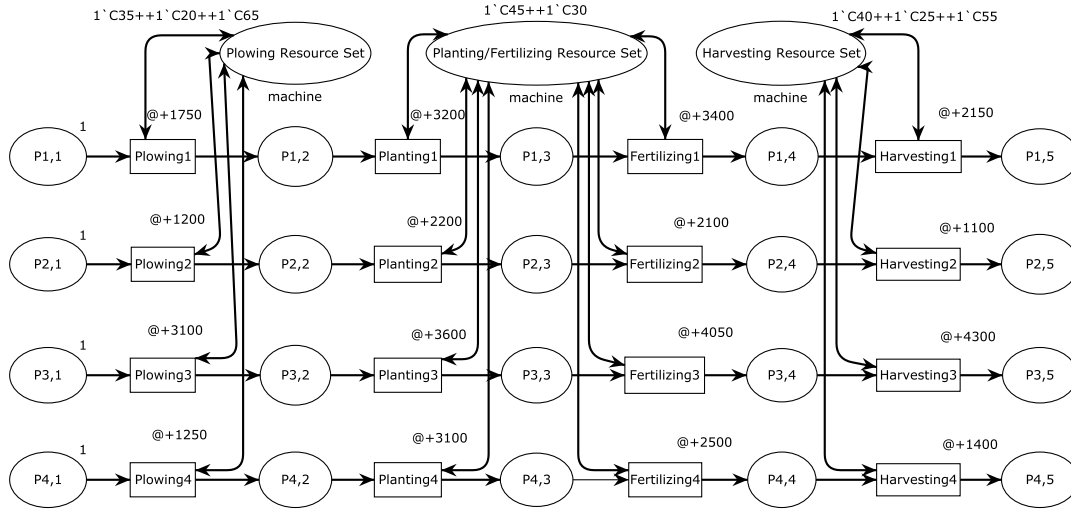 1`C35++1`C20++1`C65
1`C45++1`C30
1`C40++1`C25++1`C55
Plowing Resource Set
Planting/Fertilizing Resource Set
Harvesting Resource Set
machine
machine
machine
@+1750
@+3200
@+3400
@+2150
1
P1,1
Plowing1
P1,2
Planting1
P1,3
Fertilizing1
P1,4
Harvesting1
P1,5
@+1200
@+2200
@+2100
@+1100
1
P2,1
Plowing2
P2,2
Planting2
P2,3
Fertilizing2
P2,4
Harvesting2
P2,5
@+3100
@+3600
@+4050
@+4300
1
P3,1
Plowing3
P3,2
Planting3
P3,3
Fertilizing3
P3,4
Harvesting3
P3,5
@+1250
@+3100
@+2500
@+1400
1
P4,1
Plowing4
P4,2
Planting4
P4,3
Fertilizing4
P4,4
Harvesting4
P4,5